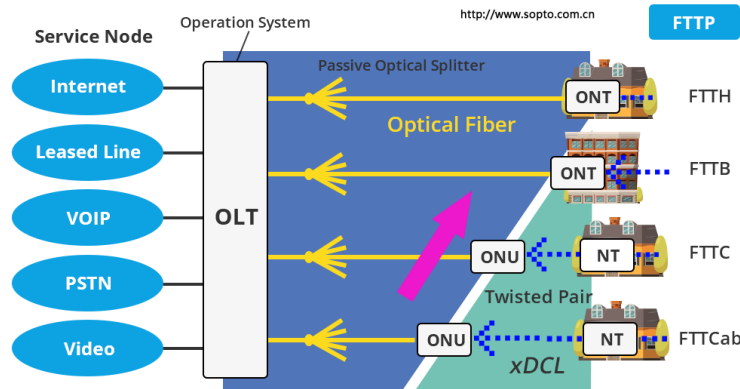 http://www.sopto.com.cn
FTTP
Operation System
Service Node
Passive Optical Splitter
Internet
ONT
FTTH
Optical Fiber
Leased Line
ONT
FTTB
VOIP
OLT
ONU
NT
FTTC
PSTN
Twisted Pair
Video
ONU
NT
FTTCab
xDCL